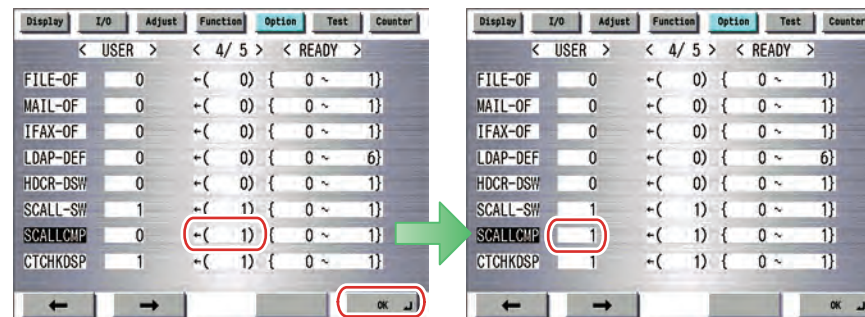 Display I/O Adjust Function Option Test Counter
< USER > < 4/ 5 > < READY >
FILE-OF 0 ←( 0) { 0 ~ 1}
MAIL-OF 0 ←( 0) { 0 ~ 1}
IFAX-OF 0 ←( 0) { 0 ~ 1}
LDAP-DEF 0 ←( 0) { 0 ~ 6}
HDCR-DSW 0 ←( 0) { 0 ~ 1}
SCALL-SW 1 ←( 1) { 0 ~ 1}
SCALLCMP 0 ←( 1) { 0 ~ 1}
CTCHKDSP 1 ←( 1) { 0 ~ 1}
← → OK
Display I/O Adjust Function Option Test Counter
< USER > < 4/ 5 > < READY >
FILE-OF 0 ←( 0) { 0 ~ 1}
MAIL-OF 0 ←( 0) { 0 ~ 1}
IFAX-OF 0 ←( 0) { 0 ~ 1}
LDAP-DEF 0 ←( 0) { 0 ~ 6}
HDCR-DSW 0 ←( 0) { 0 ~ 1}
SCALL-SW 1 ←( 1) { 0 ~ 1}
SCALLCMP 1 ←( 1) { 0 ~ 1}
CTCHKDSP 1 ←( 1) { 0 ~ 1}
← → OK